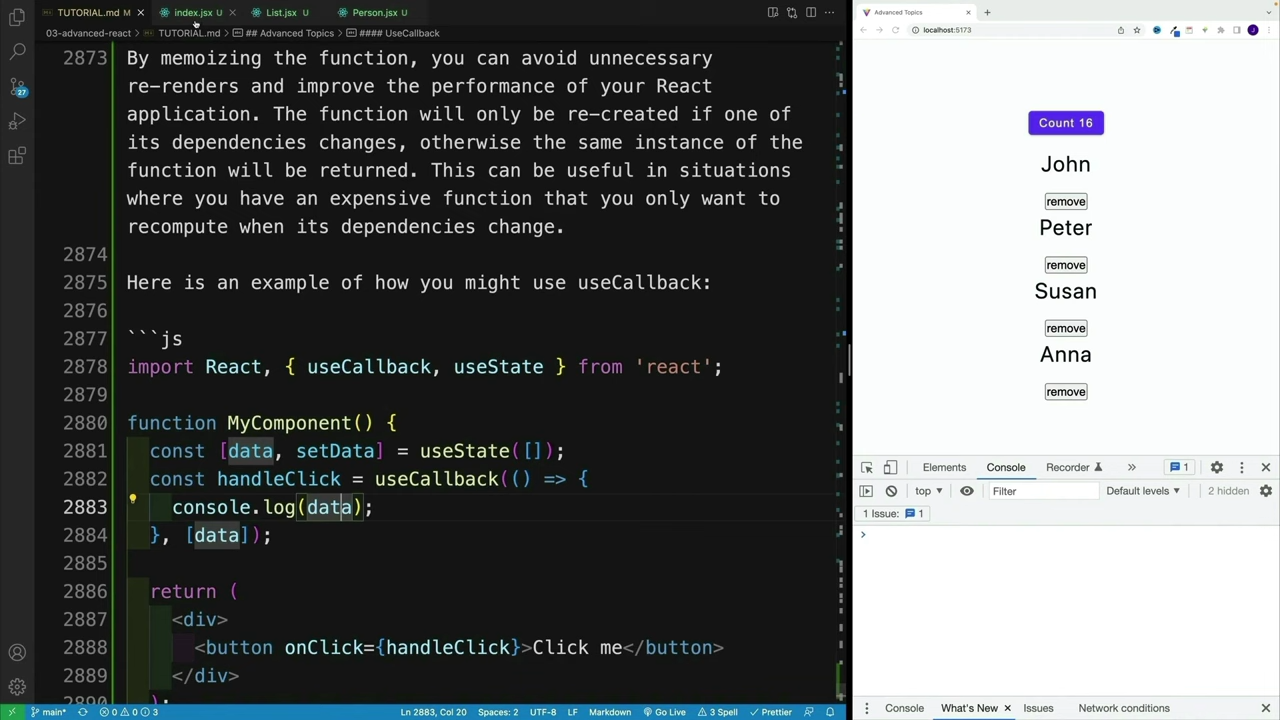 TUTORIAL.md M
index.jsx U
List.jsx U
Person.jsx U
03-advanced-react
.md
## Advanced Topics
#### UseCallback
2873 By memoizing the function, you can avoid unnecessary
re-renders and improve the performance of your React
application. The function will only be re-created if one of
its dependencies changes, otherwise the same instance of the
function will be returned. This can be useful in situations
where you have an expensive function that you only want to
recompute when its dependencies change.
2874
2875 Here is an example of how you might use useCallback:
2876
2877 ```js
2878 import React, { useCallback, useState } from 'react';
2879
2880 function MyComponent() {
2881 const [data, setData] = useState([]);
2882 const handleClick = useCallback(() => {
2883 console.log(data);
2884 }, [data]);
2885
2886 return (
2887 <div>
2888 <button onClick={handleClick}>Click me</button>
2889 </div>
2890 );
27
main*
0 0 3
Ln 2883, Col 20
Spaces: 2
UTF-8
LF
Markdown
Go Live
3 Spell
Prettier
Advanced Topics
localhost:5173
J
Count 16
John
remove
Peter
remove
Susan
remove
Anna
remove
Elements
Console
Recorder
1
top
Filter
Default levels
2 hidden
1 Issue: 1
Console
What's New
Issues
Network conditions